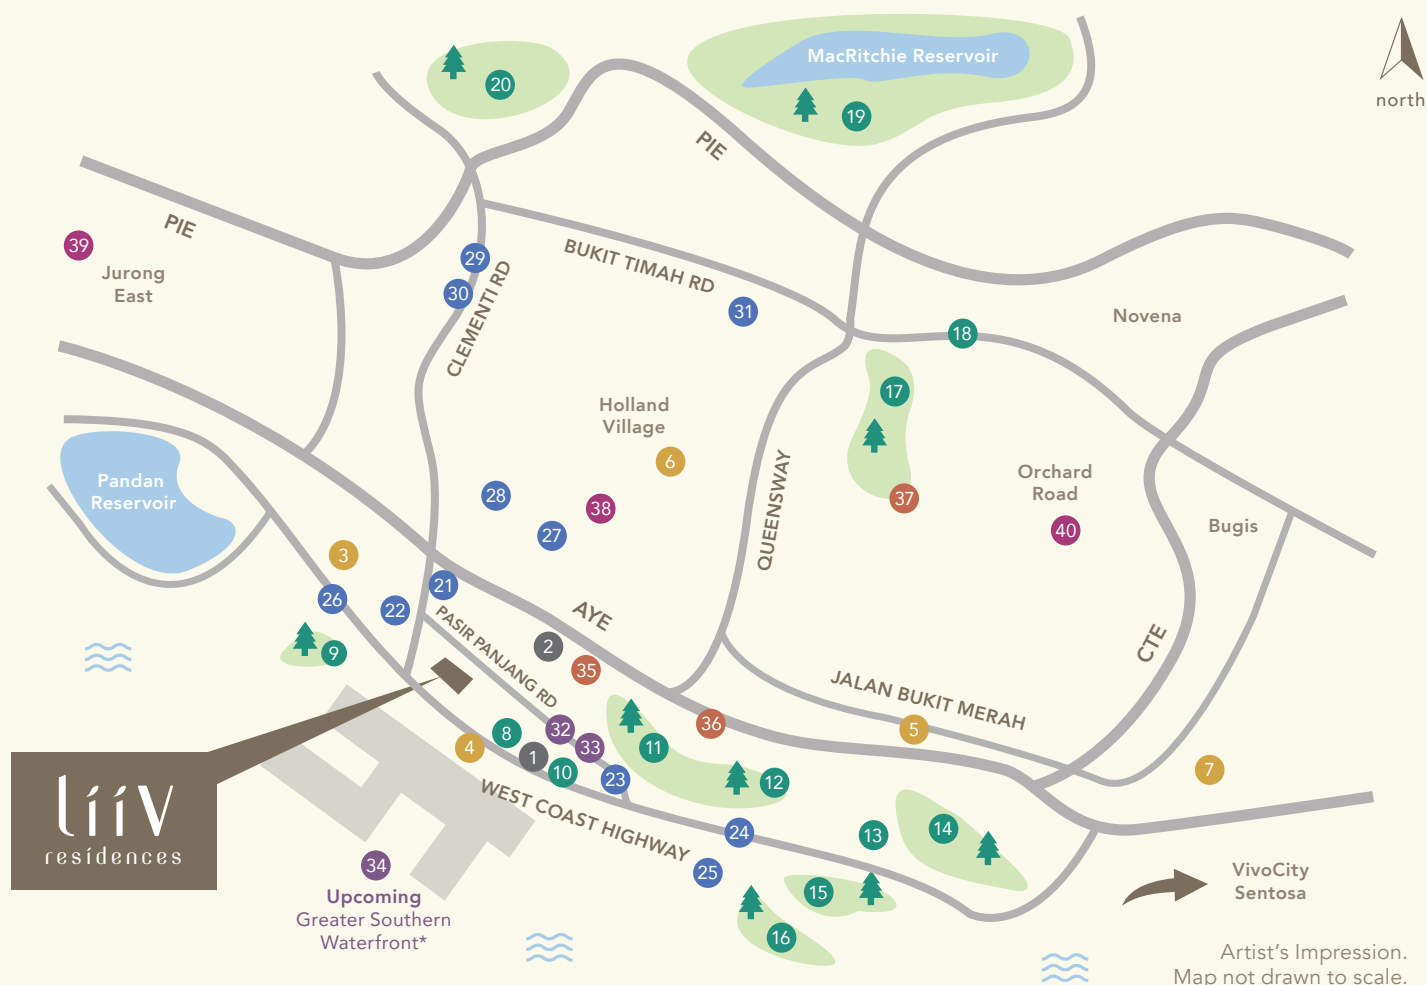 20
MacRitchie Reservoir
19
north
PIE
PIE
39
Jurong
East
29
30
CLEMENTI RD
BUKIT TIMAH RD
31
18
Novena
17
Holland
Village
6
37
Orchard
Road
40
Bugis
Pandan
Reservoir
28
38
27
QUEENSWAY
3
26
22
21
AYE
PASIR PANJANG RD
2
35
9
CTE
JALAN BUKIT MERAH
5
36
32
33
11
12
8
4
1
10
23
7
WEST COAST HIGHWAY
24
13
14
25
15
16
liiv
residences
34
Upcoming
Greater Southern
Waterfront*
VivoCity
Sentosa
Artist's Impression.
Map not drawn to scale.